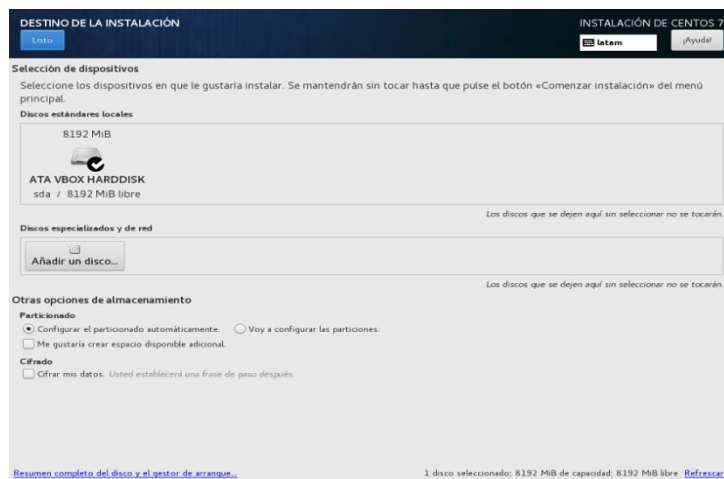 DESTINO DE LA INSTALACIÓN
INSTALACIÓN DE CENTOS 7
Listo
latam
¡Ayuda!
Selección de dispositivos
Seleccione los dispositivos en que le gustaría instalar. Se mantendrán sin tocar hasta que pulse el botón «Comenzar instalación» del menú
principal.
Discos estándares locales
8192 MiB
ATA VBOX HARDDISK
sda / 8192 MiB libre
Los discos que se dejen aquí sin seleccionar no se tocarán.
Discos especializados y de red
Añadir un disco...
Los discos que se dejen aquí sin seleccionar no se tocarán.
Otras opciones de almacenamiento
Particionado
Configurar el particionado automáticamente. Voy a configurar las particiones.
Me gustaría crear espacio disponible adicional.
Cifrado
Cifrar mis datos. Usted establecerá una frase de paso después.
Resumen completo del disco y el gestor de arranque... 1 disco seleccionado; 8192 MiB de capacidad; 8192 MiB libre Refrescar